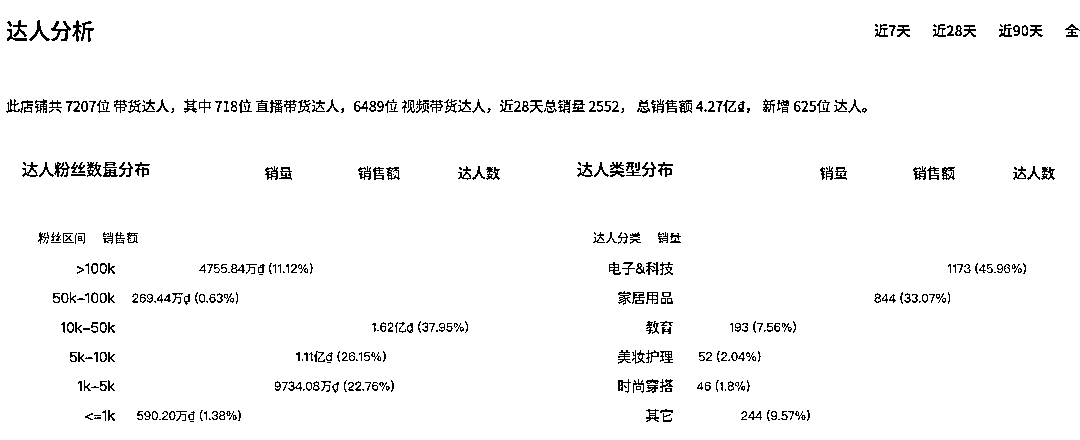 达人分析 近7天 近28天 近90天 全
此店铺共 7207位 带货达人，其中 718位 直播带货达人，6489位 视频带货达人，近28天总销量 2552， 总销售额 4.27亿₫， 新增 625位 达人。
达人粉丝数量分布 销量 销售额 达人数
粉丝区间 销售额
>100k 4755.84万₫ (11.12%)
50k-100k 269.44万₫ (0.63%)
10k-50k 1.62亿₫ (37.95%)
5k-10k 1.11亿₫ (26.15%)
1k-5k 9734.08万₫ (22.76%)
<=1k 590.20万₫ (1.38%)
达人类型分布 销量 销售额 达人数
达人分类 销量
电子&科技 1173 (45.96%)
家居用品 844 (33.07%)
教育 193 (7.56%)
美妆护理 52 (2.04%)
时尚穿搭 46 (1.8%)
其它 244 (9.57%)